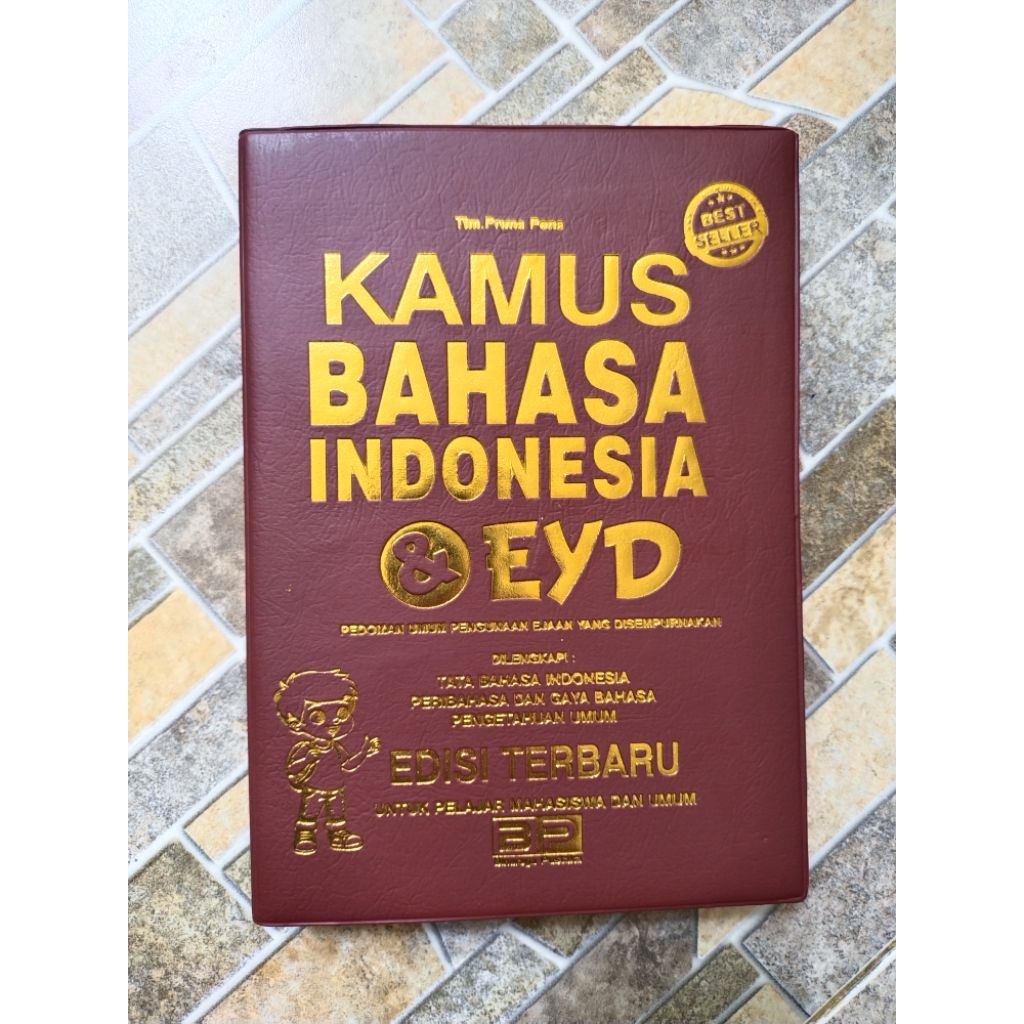 Tim.Prima Pena
BEST
SELLER
KAMUS
BAHASA
INDONESIA
& EYD
PEDOMAN UMUM PENGUNAAN EJAAN YANG DISEMPURNAKAN
DILENGKAPI :
TATA BAHASA INDONESIA
PERIBAHASA DAN GAYA BAHASA
PENGETAHUAN UMUM
EDISI TERBARU
UNTUK PELAJAR MAHASISWA DAN UMUM
BP